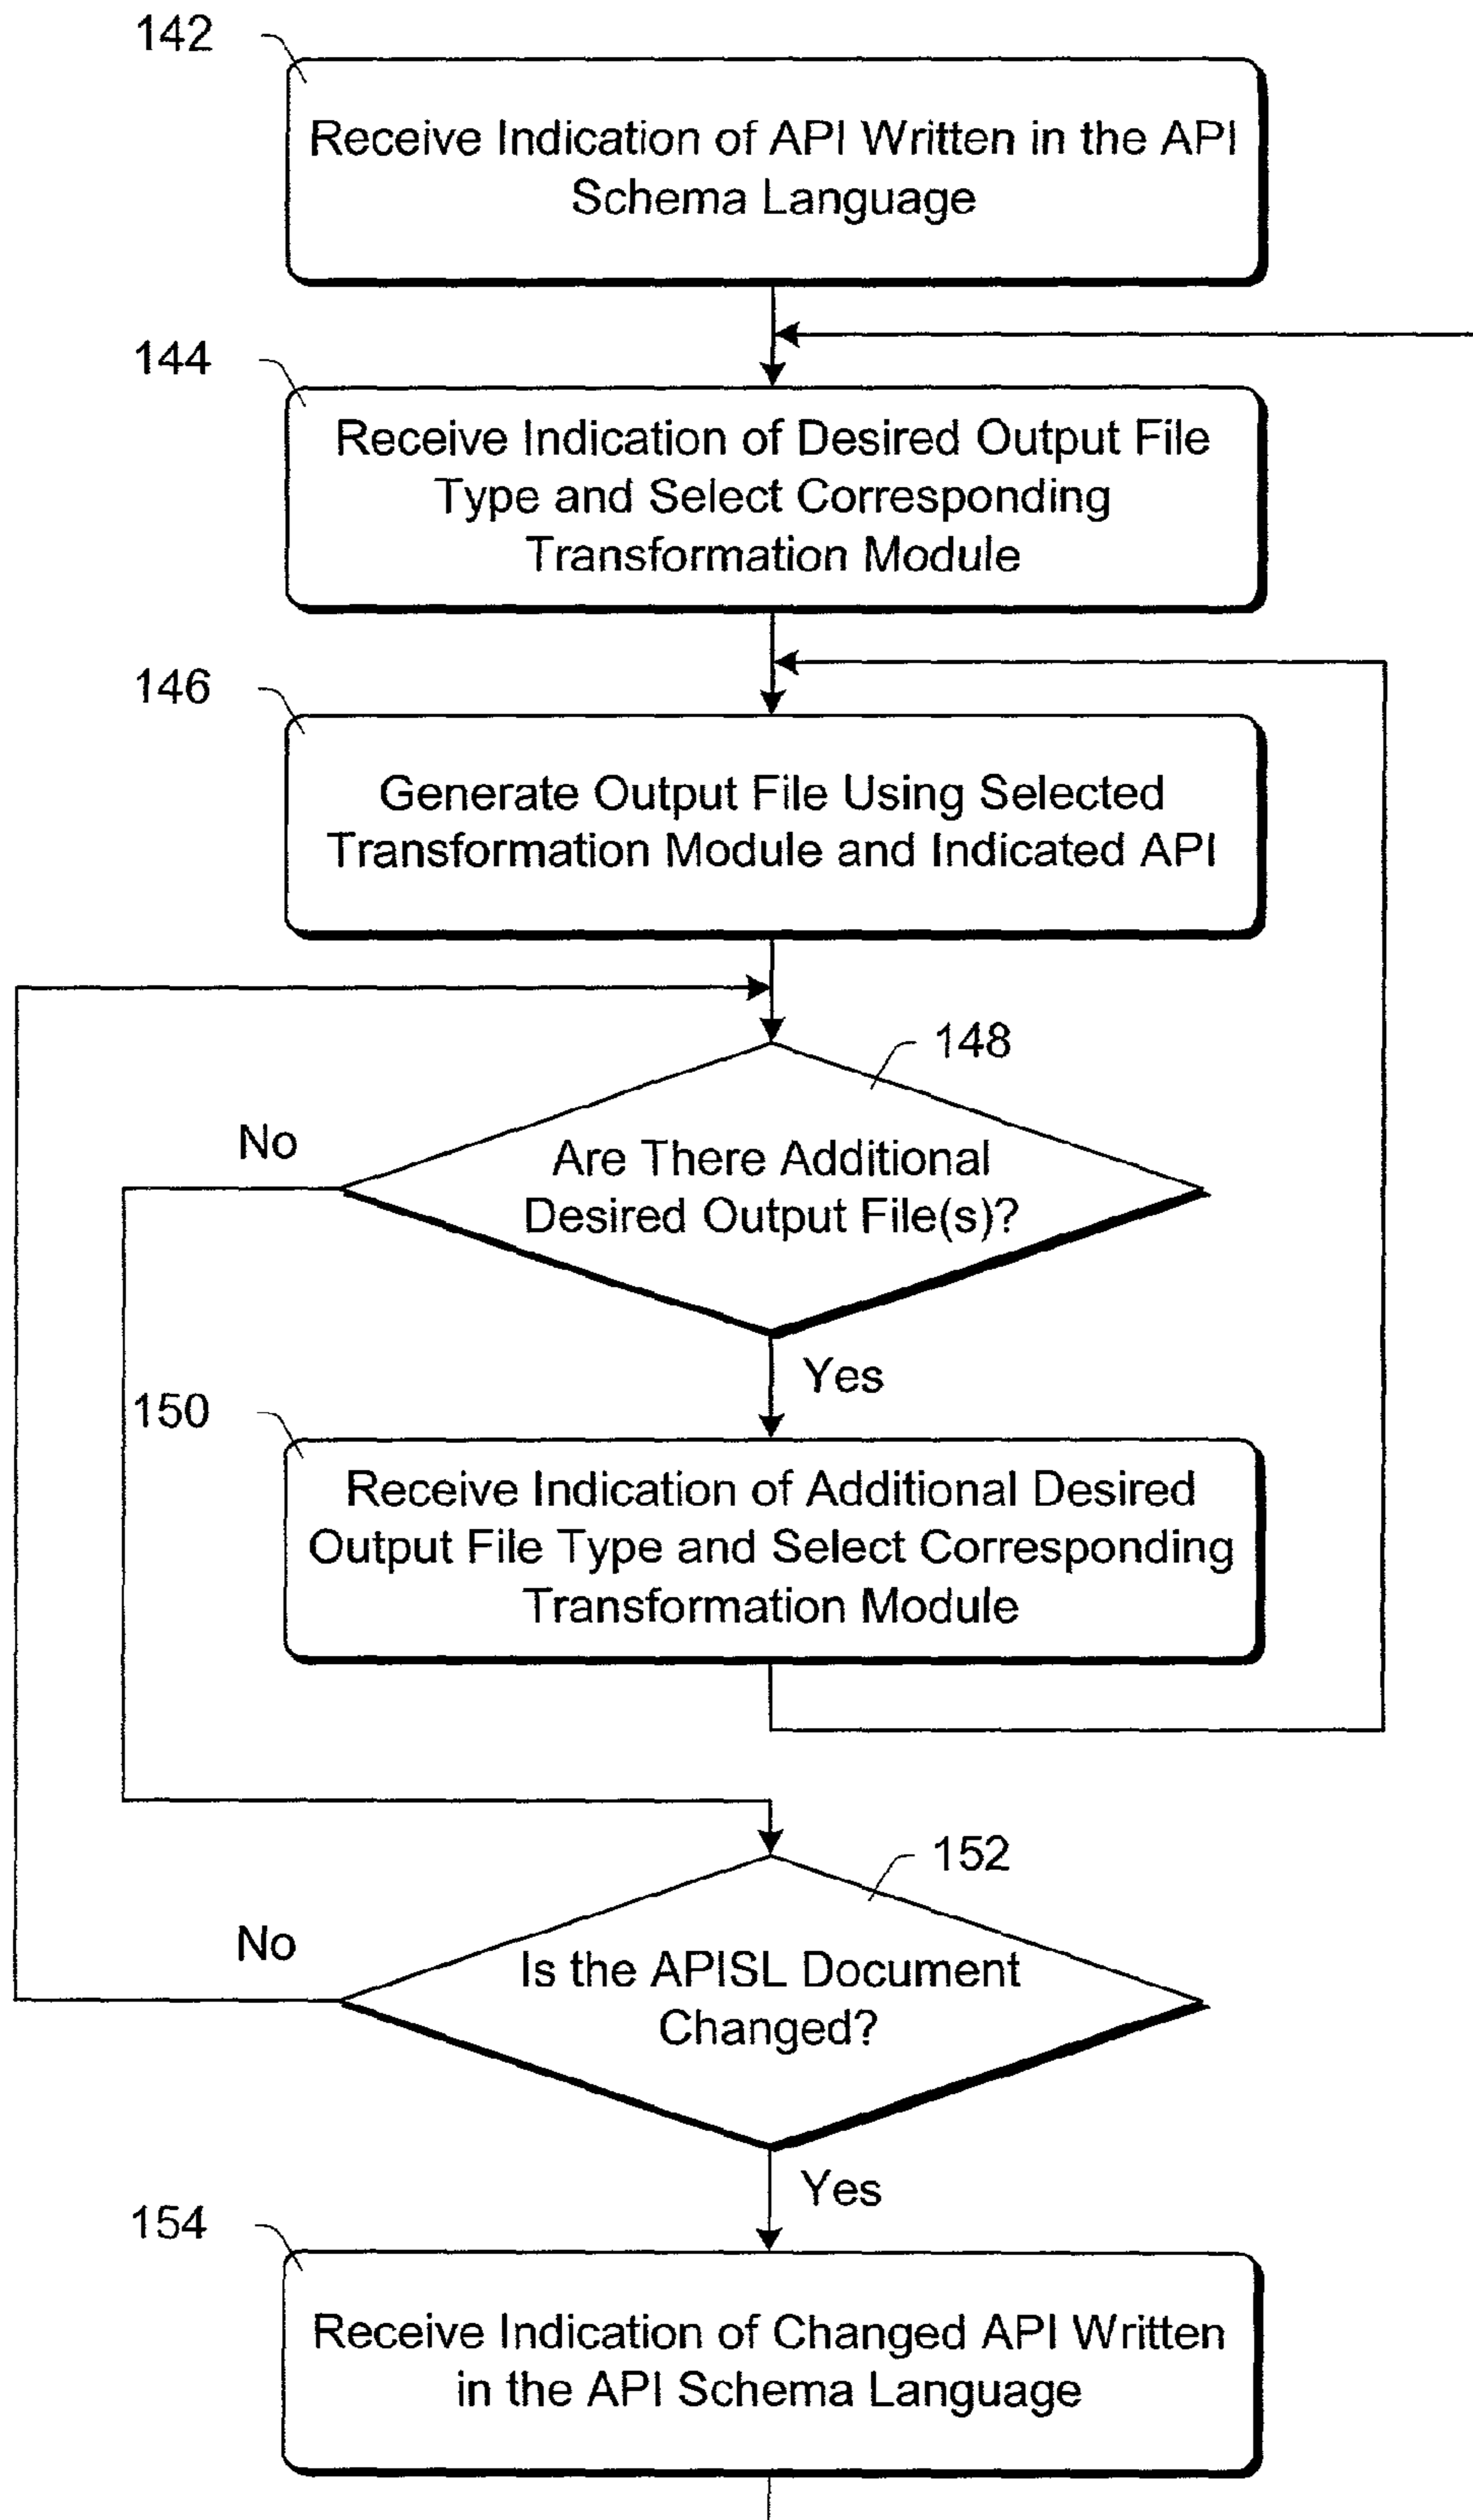 142
Receive Indication of API Written in the API
Schema Language
144
Receive Indication of Desired Output File
Type and Select Corresponding
Transformation Module
146
Generate Output File Using Selected
Transformation Module and Indicated API
148
No
Are There Additional
Desired Output File(s)?
Yes
150
Receive Indication of Additional Desired
Output File Type and Select Corresponding
Transformation Module
152
No
Is the APISL Document
Changed?
Yes
154
Receive Indication of Changed API Written
in the API Schema Language